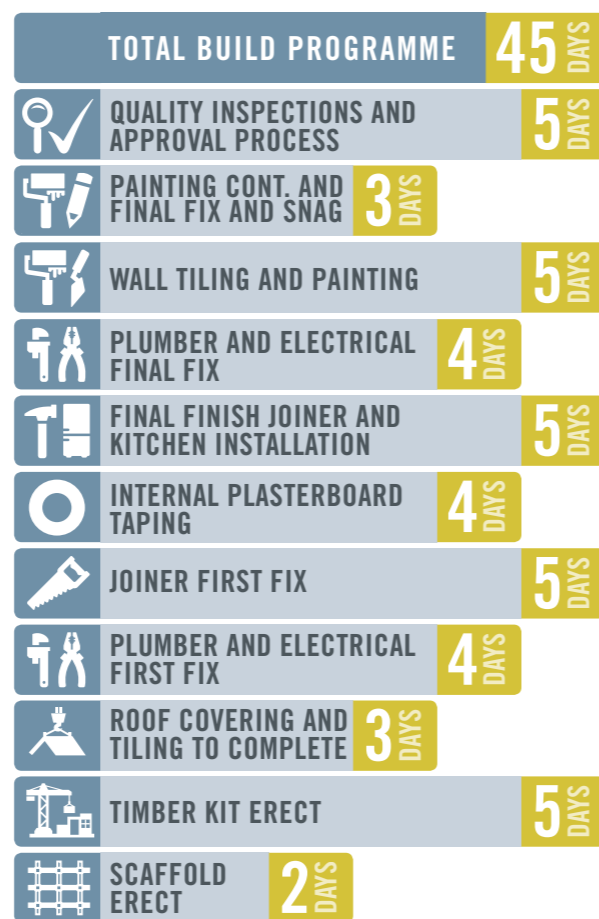 TOTAL BUILD PROGRAMME 45 DAYS
QUALITY INSPECTIONS AND
APPROVAL PROCESS
5 DAYS
PAINTING CONT. AND
FINAL FIX AND SNAG
3 DAYS
WALL TILING AND PAINTING 5 DAYS
PLUMBER AND ELECTRICAL
FINAL FIX
4 DAYS
FINAL FINISH JOINER AND
KITCHEN INSTALLATION
5 DAYS
INTERNAL PLASTERBOARD
TAPING
4 DAYS
JOINER FIRST FIX 5 DAYS
PLUMBER AND ELECTRICAL
FIRST FIX
4 DAYS
ROOF COVERING AND
TILING TO COMPLETE
3 DAYS
TIMBER KIT ERECT 5 DAYS
SCAFFOLD
ERECT
2 DAYS